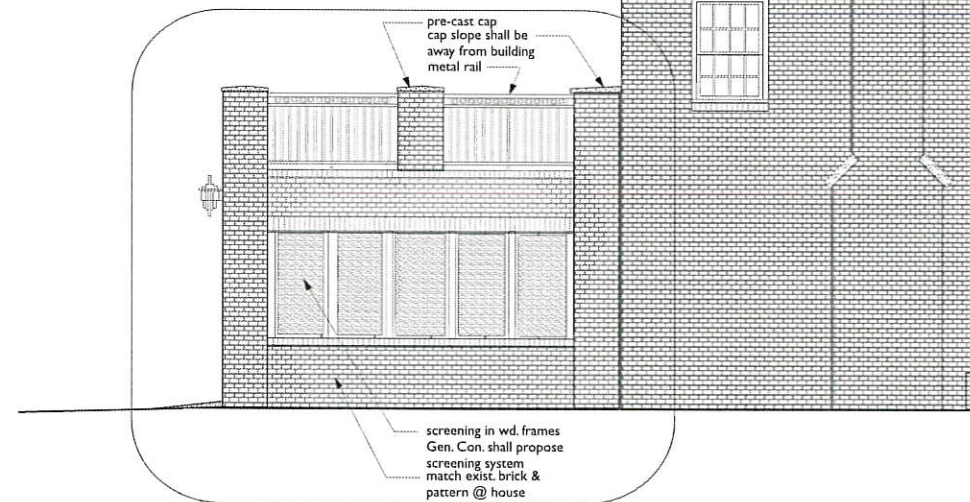 pre-cast cap
cap slope shall be
away from building
metal rail
screening in wd. frames
Gen. Con. shall propose
screening system
match exist. brick &
pattern @ house